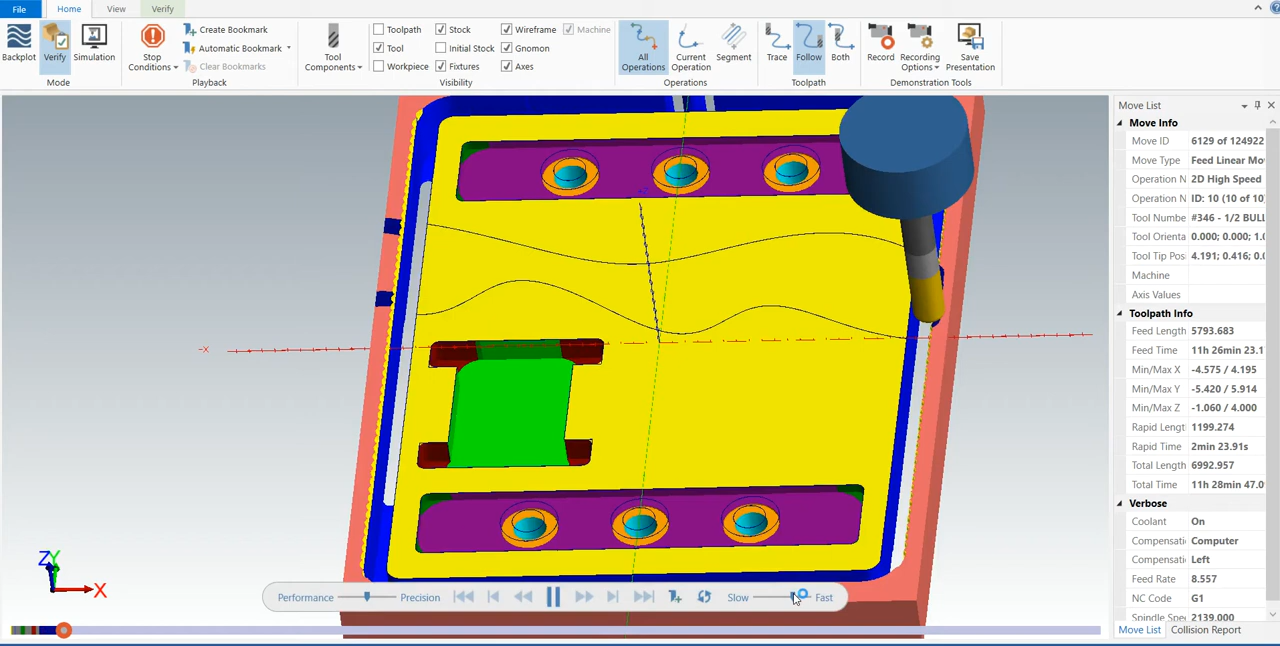 File Home View Verify
Backplot Verify Simulation
Mode
Stop Conditions
Create Bookmark
Automatic Bookmark
Clear Bookmarks
Playback
Tool Components
Toolpath Stock Wireframe Machine
Tool Initial Stock Gnomon
Workpiece Fixtures Axes
Visibility
All Operations Current Operation Segment
Operations
Trace Follow Both
Toolpath
Record Recording Options Save Presentation
Demonstration Tools
Move List
Move Info
Move ID 6129 of 124922
Move Type Feed Linear Mo
Operation N 2D High Speed
Operation N ID: 10 (10 of 10)
Tool Numbe #346 - 1/2 BULL
Tool Orienta 0.000; 0.000; 1.0
Tool Tip Pos 4.191; 0.416; 0.0
Machine
Axis Values
Toolpath Info
Feed Length 5793.683
Feed Time 11h 26min 23.1
Min/Max X -4.575 / 4.195
Min/Max Y -5.420 / 5.914
Min/Max Z -1.060 / 4.000
Rapid Lengt 1199.274
Rapid Time 2min 23.91s
Total Length 6992.957
Total Time 11h 28min 47.0
Verbose
Coolant On
Compensati Computer
Compensati Left
Feed Rate 8.557
NC Code G1
Spindle Spe 2139.000
Move List Collision Report
-X
Z Y X
Performance Precision Slow Fast